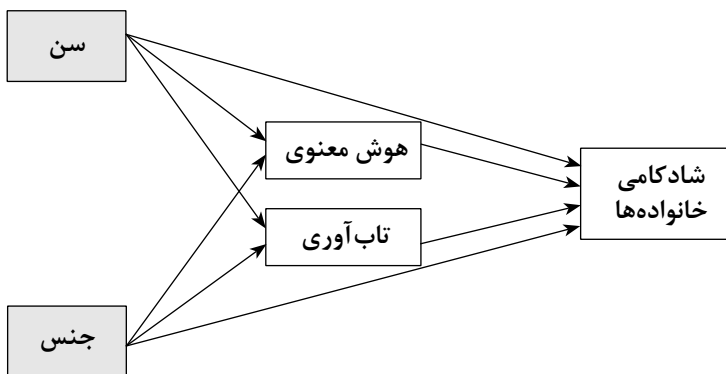 سن
هوش معنوی
شادکامی
خانواده‌ها
تاب‌آوری
جنس